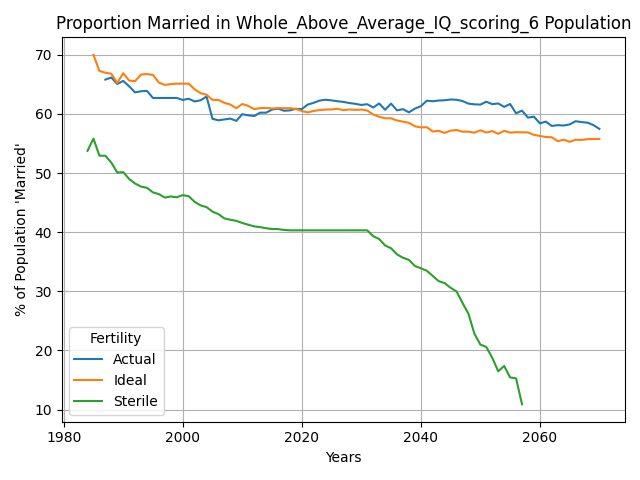 Proportion Married in Whole_Above_Average_IQ_scoring_6 Population
% of Population 'Married'
70
60
50
40
30
20
10
Fertility
Actual
Ideal
Sterile
1980
2000
2020
2040
2060
Years